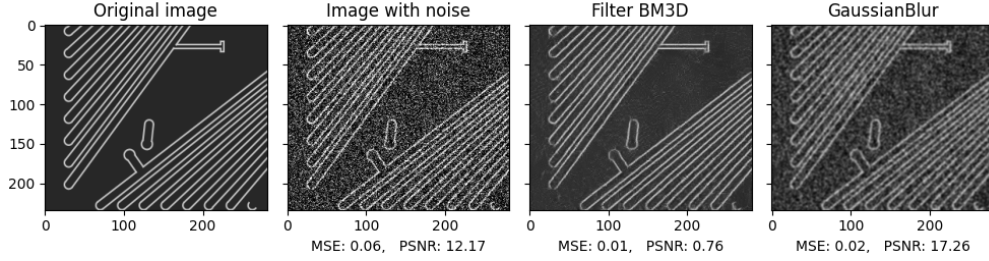 Original image
Image with noise
Filter BM3D
GaussianBlur
0
50
100
150
200
0 100 200
0 100 200
0 100 200
0 100 200
MSE: 0.06, PSNR: 12.17
MSE: 0.01, PSNR: 0.76
MSE: 0.02, PSNR: 17.26